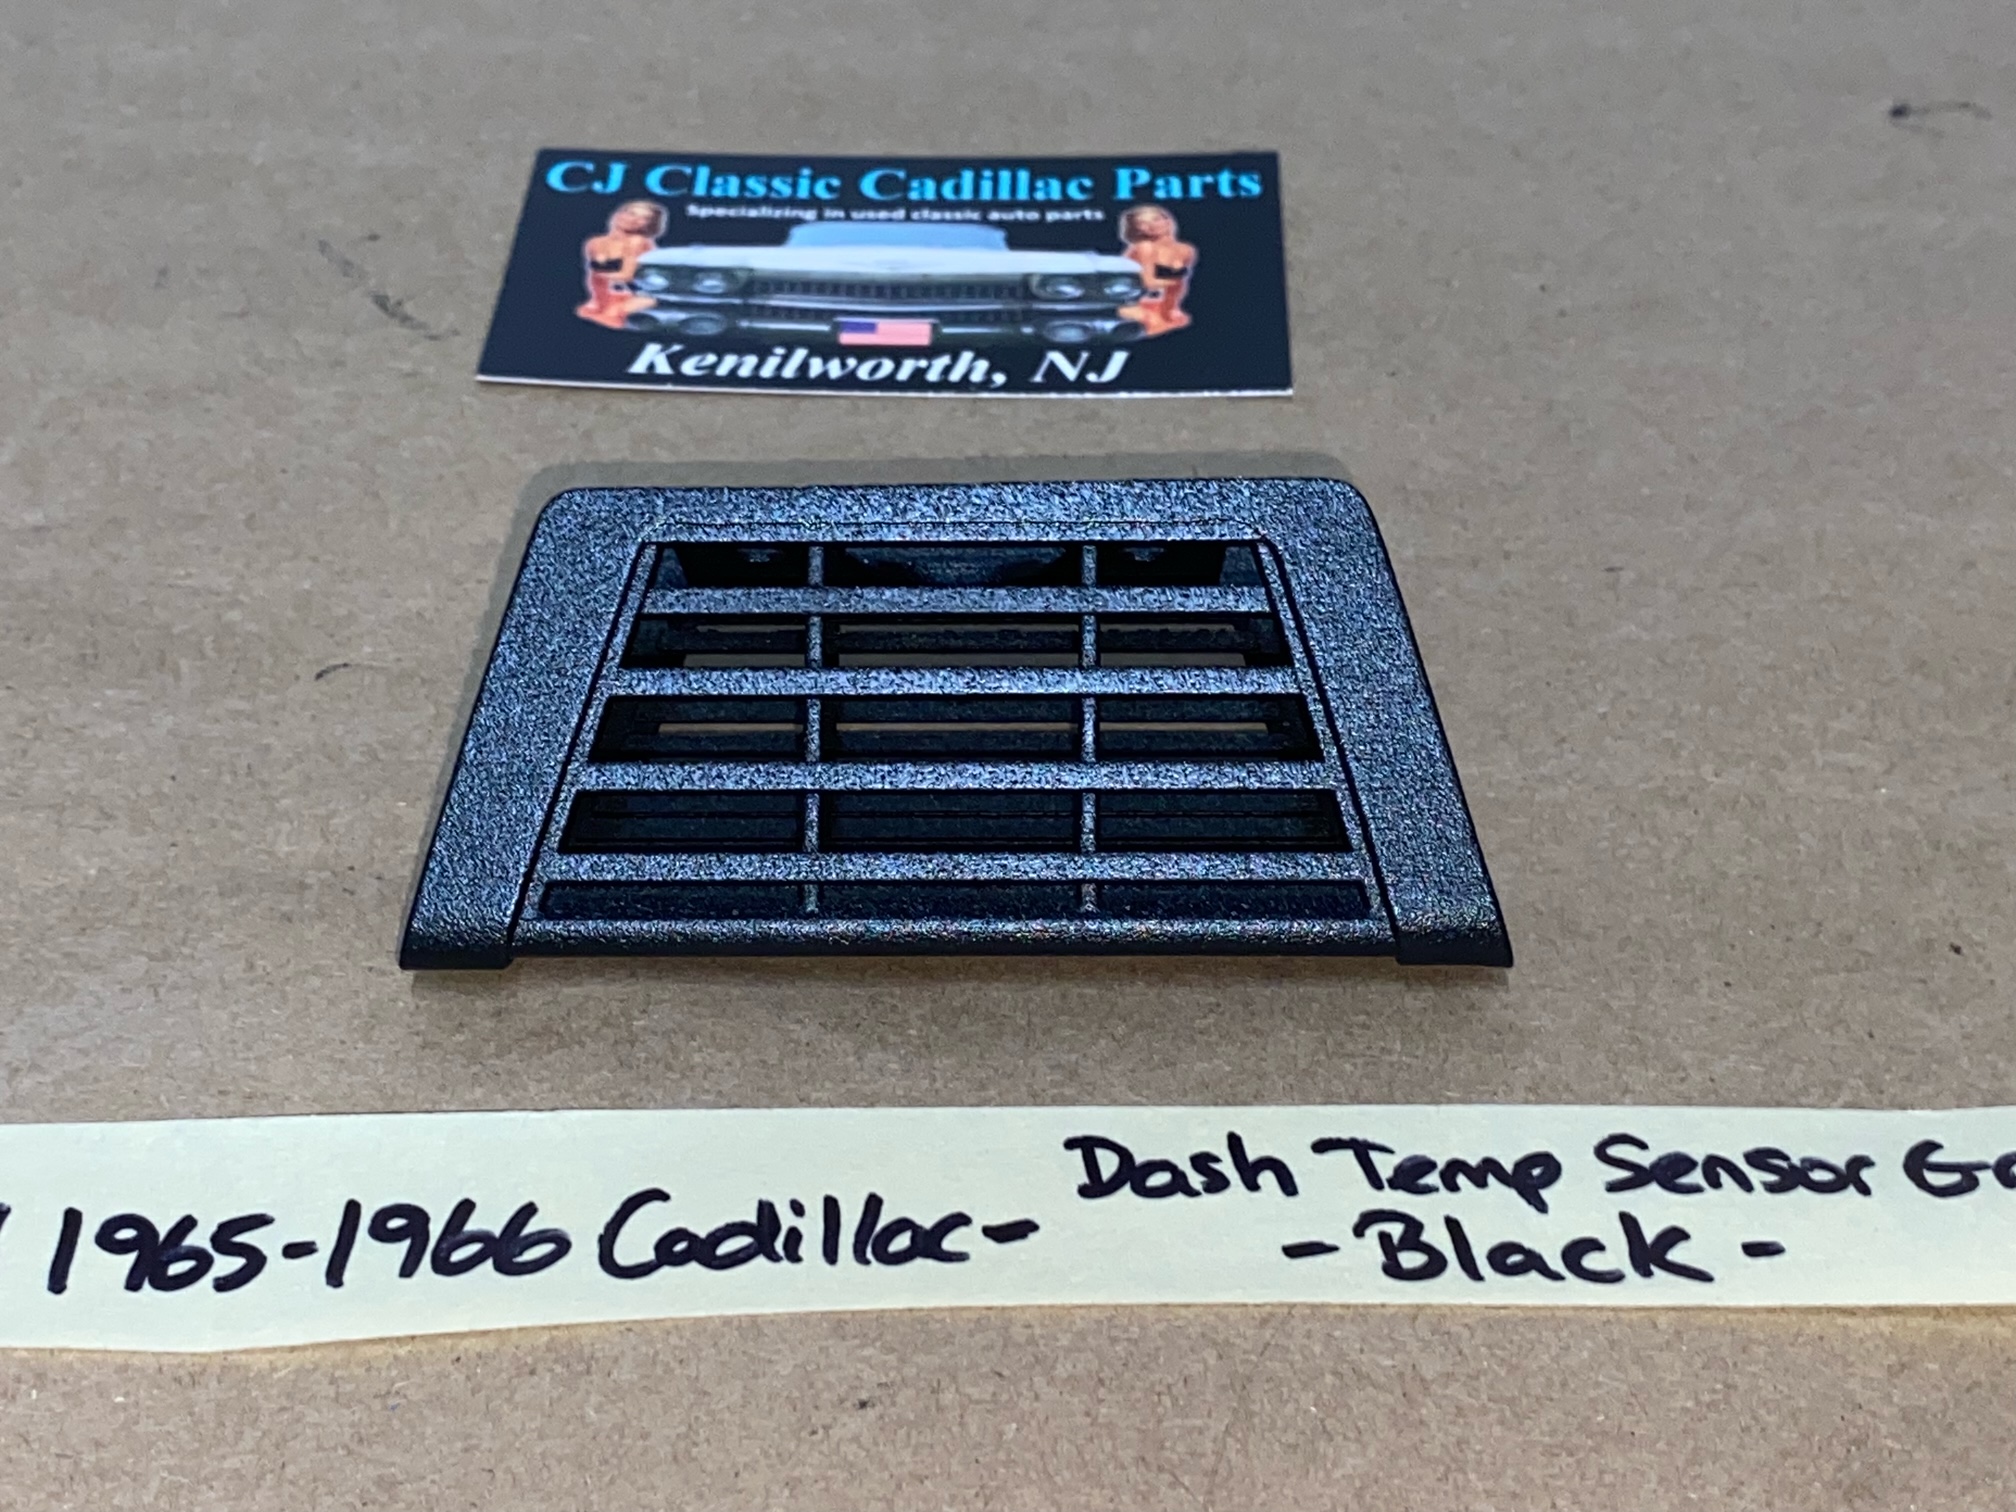 CJ Classic Cadillac Parts
Specializing in used classic auto parts
Kenilworth, NJ
1965-1966 Cadillac - Dash Temp Sensor
- Black -